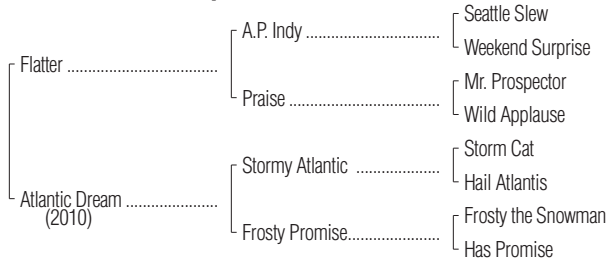 Seattle Slew
A.P. Indy ..............................
Weekend Surprise
Flatter ..................................
Mr. Prospector
Praise ..................................
Wild Applause
Storm Cat
Stormy Atlantic ..................
Hail Atlantis
Atlantic Dream .....................
(2010)
Frosty the Snowman
Frosty Promise.....................
Has Promise